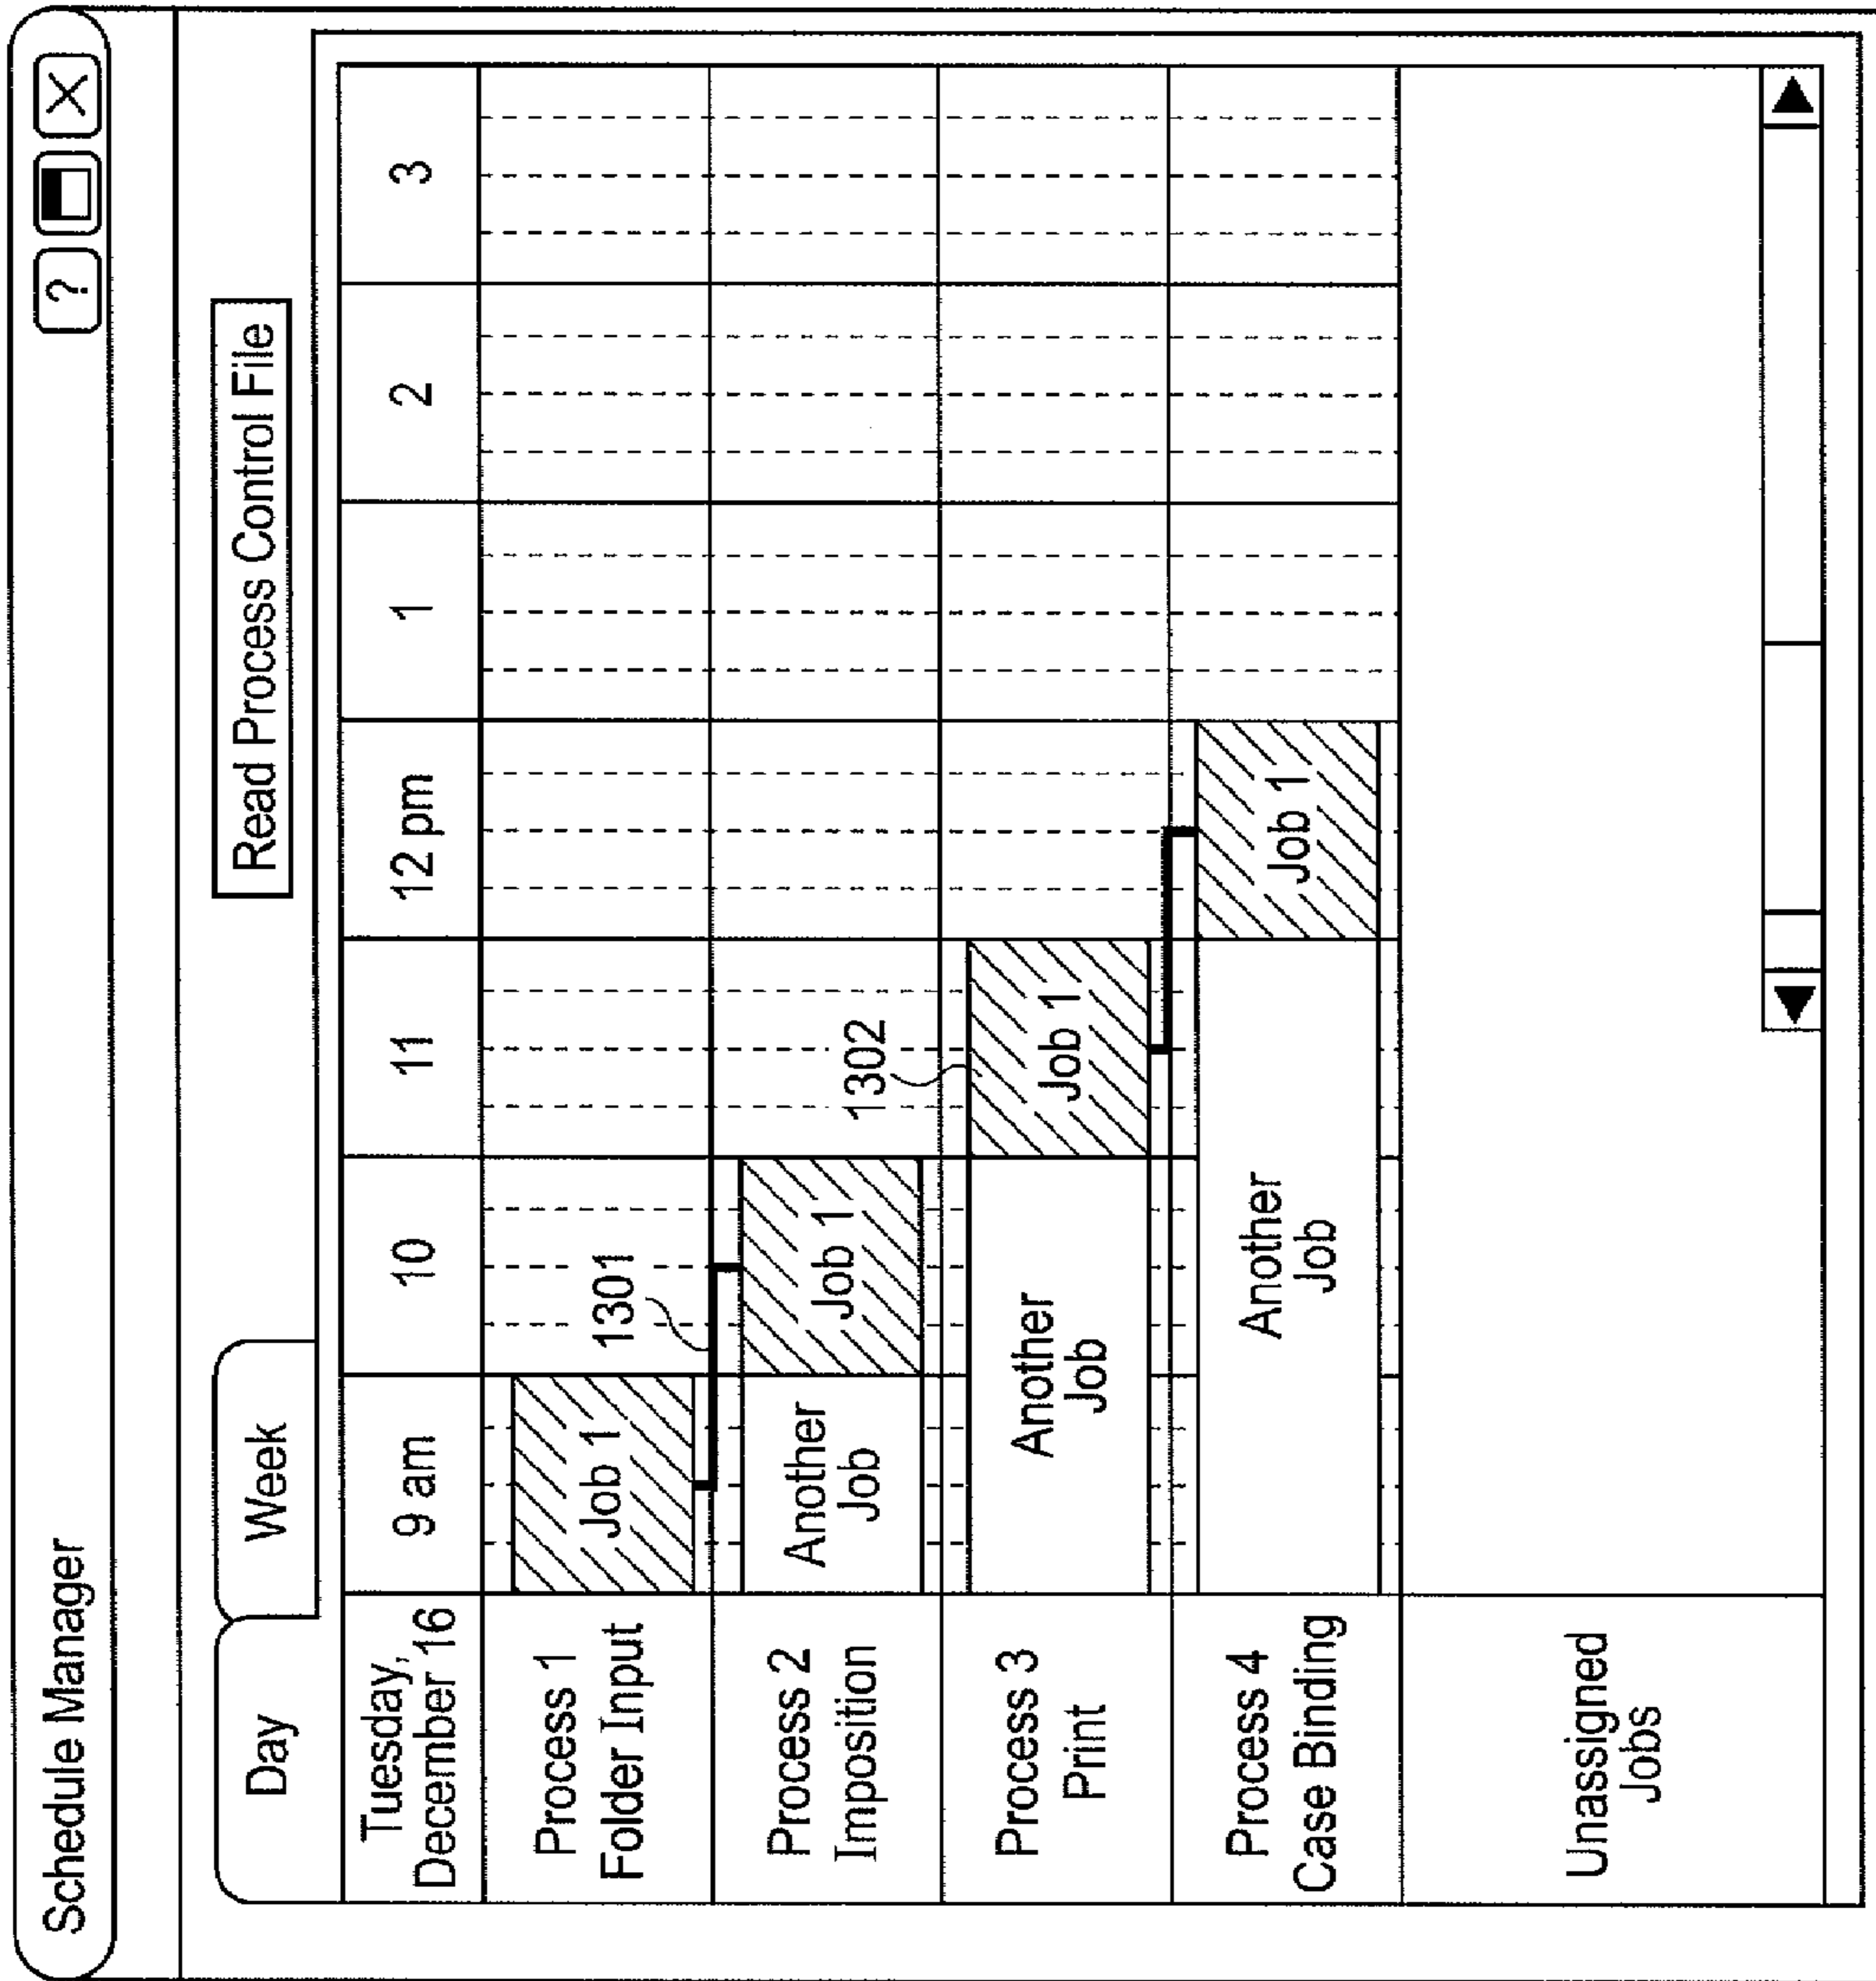 Schedule Manager
?
X
Day
Week
Read Process Control File
Tuesday,
December 16
9 am
10
11
12 pm
1
2
3
Process 1
Folder Input
Job 1
1301
Process 2
Imposition
Another
Job
Job 1
1302
Process 3
Print
Another
Job
Job 1
Process 4
Case Binding
Another
Job
Job 1
Unassigned
Jobs